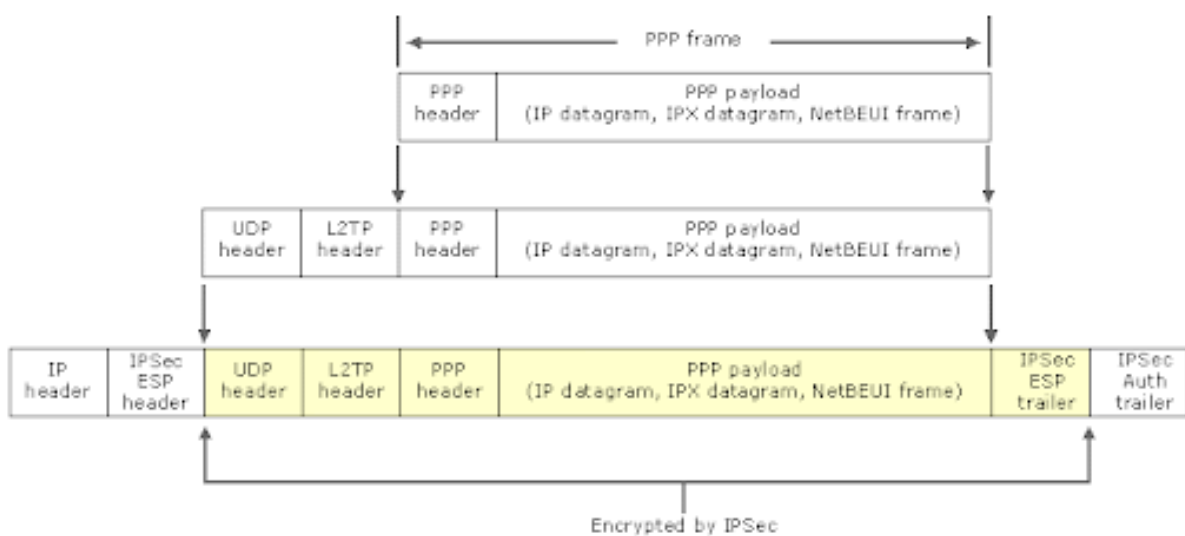 PPP frame
PPP header
PPP payload
(IP datagram, IPX datagram, NetBEUI frame)
UDP header
L2TP header
PPP header
PPP payload
(IP datagram, IPX datagram, NetBEUI frame)
IP header
IPSec ESP header
UDP header
L2TP header
PPP header
PPP payload
(IP datagram, IPX datagram, NetBEUI frame)
IPSec ESP trailer
IPSec Auth trailer
Encrypted by IPSec